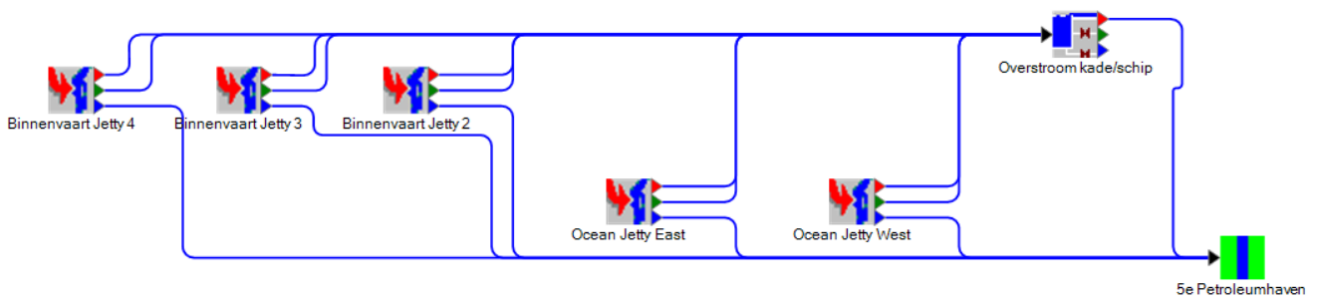 Overstroom kade/schip
Binnenvaart Jetty 4
Binnenvaart Jetty 3
Binnenvaart Jetty 2
Ocean Jetty East
Ocean Jetty West
5e Petroleumhaven